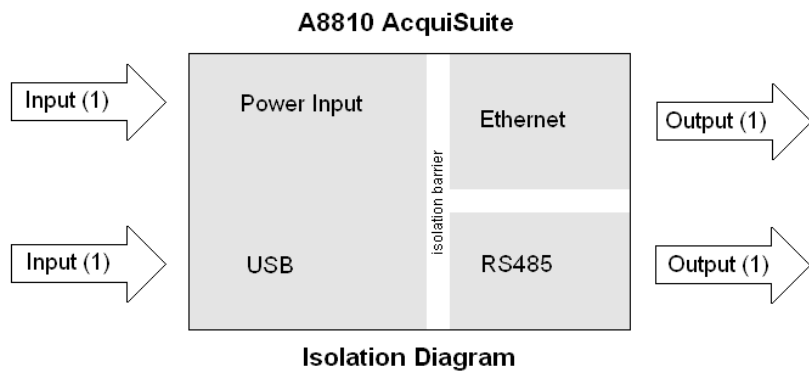 A8810 AcquiSuite
Input (1)
Power Input
Ethernet
Output (1)
isolation barrier
Input (1)
USB
RS485
Output (1)
Isolation Diagram